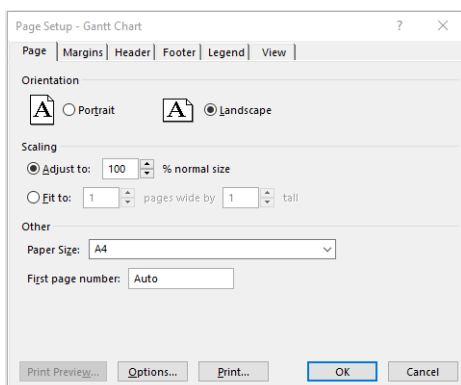 Page Setup - Gantt Chart ? ×
Page Margins Header Footer Legend View
Orientation
A Portrait A Landscape
Scaling
Adjust to: 100 % normal size
Fit to: 1 pages wide by 1 tall
Other
Paper Size: A4
First page number: Auto
Print Preview... Options... Print... OK Cancel